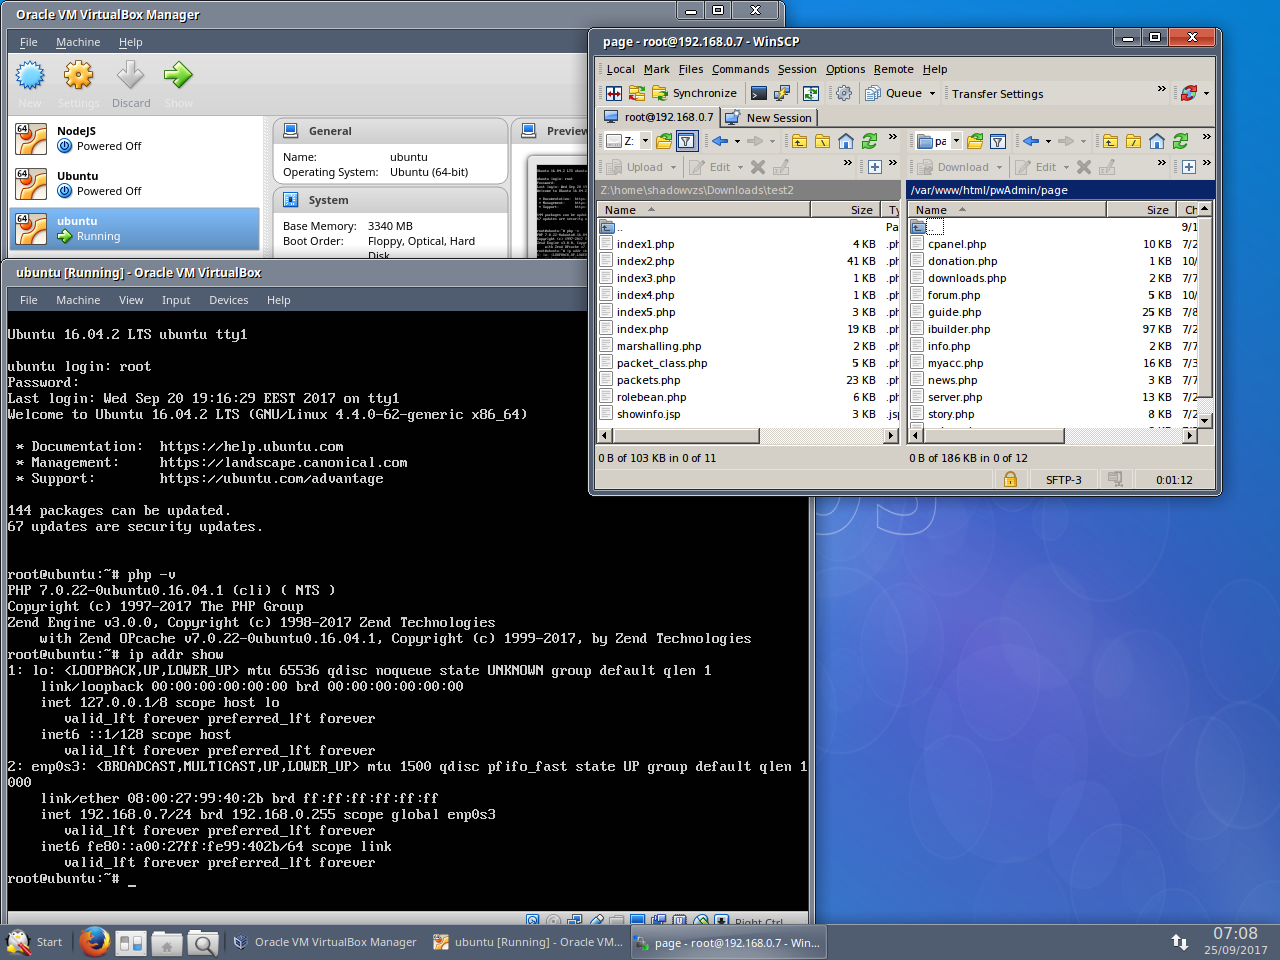 Oracle VM VirtualBox Manager
File Machine Help
New Settings Discard Show
NodeJS
Powered Off
Ubuntu
Powered Off
ubuntu
Running
General
Name: ubuntu
Operating System: Ubuntu (64-bit)
System
Base Memory: 3340 MB
Boot Order: Floppy, Optical, Hard
Disk
Preview
page - root@192.168.0.7 - WinSCP
Local Mark Files Commands Session Options Remote Help
Synchronize Queue Transfer Settings
root@192.168.0.7 New Session
Z: pa
Upload Edit Download Edit
Z:\home\shadowvzs\Downloads\test2
Name Size Ty
..
index1.php 4 KB .ph
index2.php 41 KB .ph
index3.php 1 KB .ph
index4.php 1 KB .ph
index5.php 3 KB .ph
index.php 19 KB .ph
marshalling.php 2 KB .ph
packet_class.php 5 KB .ph
packets.php 23 KB .ph
rolebean.php 6 KB .ph
showinfo.jsp 3 KB .jsp
0 B of 103 KB in 0 of 11
/var/www/html/pwAdmin/page
Name Size Ch
.. 9/1
cpanel.php 10 KB 7/2
donation.php 1 KB 10/
downloads.php 2 KB 7/7
forum.php 5 KB 10/
guide.php 25 KB 7/8
ibuilder.php 97 KB 7/2
info.php 2 KB 7/7
myacc.php 16 KB 7/3
news.php 3 KB 7/7
server.php 13 KB 7/2
story.php 8 KB 7/2
0 B of 186 KB in 0 of 12
SFTP-3 0:01:12
ubuntu [Running] - Oracle VM VirtualBox
File Machine View Input Devices Help
Ubuntu 16.04.2 LTS ubuntu tty1
ubuntu login: root
Password:
Last login: Wed Sep 20 19:16:29 EEST 2017 on tty1
Welcome to Ubuntu 16.04.2 LTS (GNU/Linux 4.4.0-62-generic x86_64)
* Documentation: https://help.ubuntu.com
* Management: https://landscape.canonical.com
* Support: https://ubuntu.com/advantage
144 packages can be updated.
67 updates are security updates.
root@ubuntu:~# php -v
PHP 7.0.22-0ubuntu0.16.04.1 (cli) ( NTS )
Copyright (c) 1997-2017 The PHP Group
Zend Engine v3.0.0, Copyright (c) 1998-2017 Zend Technologies
with Zend OPcache v7.0.22-0ubuntu0.16.04.1, Copyright (c) 1999-2017, by Zend Technologies
root@ubuntu:~# ip addr show
1: lo: <LOOPBACK,UP,LOWER_UP> mtu 65536 qdisc noqueue state UNKNOWN group default qlen 1
link/loopback 00:00:00:00:00:00 brd 00:00:00:00:00:00
inet 127.0.0.1/8 scope host lo
valid_lft forever preferred_lft forever
inet6 ::1/128 scope host
valid_lft forever preferred_lft forever
2: enp0s3: <BROADCAST,MULTICAST,UP,LOWER_UP> mtu 1500 qdisc pfifo_fast state UP group default qlen 1
000
link/ether 08:00:27:99:40:2b brd ff:ff:ff:ff:ff:ff
inet 192.168.0.7/24 brd 192.168.0.255 scope global enp0s3
valid_lft forever preferred_lft forever
inet6 fe80::a00:27ff:fe99:402b/64 scope link
valid_lft forever preferred_lft forever
root@ubuntu:~# _
Right Ctrl
Start Oracle VM VirtualBox Manager ubuntu [Running] - Oracle VM... page - root@192.168.0.7 - Win...
07:08
25/09/2017